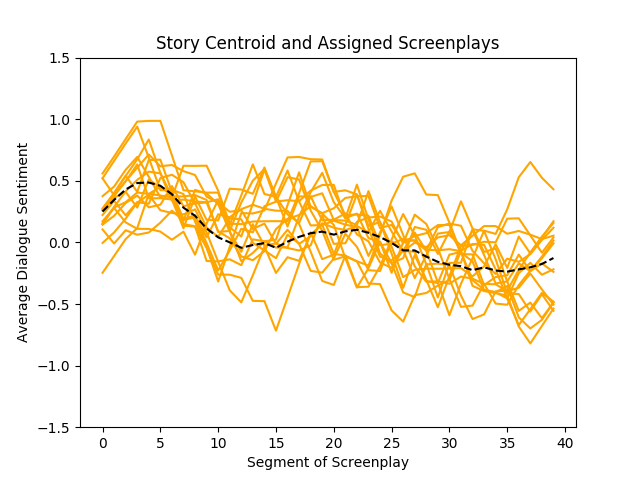 Story Centroid and Assigned Screenplays
1.5
1.0
0.5
0.0
−0.5
−1.0
−1.5
Average Dialogue Sentiment
0 5 10 15 20 25 30 35 40
Segment of Screenplay